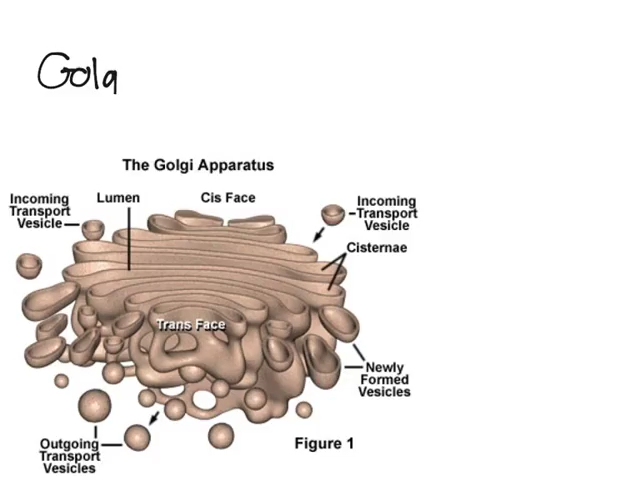 Golg
The Golgi Apparatus
Incoming
Transport
Vesicle
Lumen
Cis Face
Incoming
Transport
Vesicle
Cisternae
Trans Face
Newly
Formed
Vesicles
Outgoing
Transport
Vesicles
Figure 1